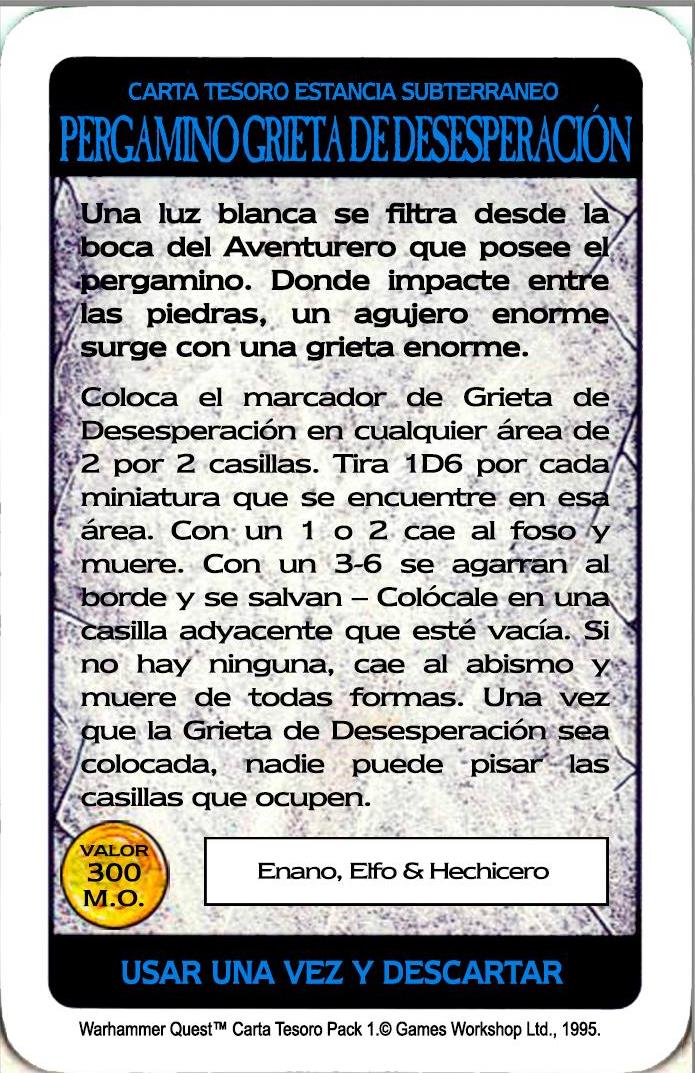 CARTA TESORO ESTANCIA SUBTERRANEO
PERGAMINO GRIETA DE DESESPERACIÓN
Una luz blanca se filtra desde la
boca del Aventurero que posee el
pergamino. Donde impacte entre
las piedras, un agujero enorme
surge con una grieta enorme.
Coloca el marcador de Grieta de
Desesperación en cualquier área de
2 por 2 casillas. Tira 1D6 por cada
miniatura que se encuentre en esa
área. Con un 1 o 2 cae al foso y
muere. Con un 3-6 se agarran al
borde y se salvan – Colócale en una
casilla adyacente que esté vacía. Si
no hay ninguna, cae al abismo y
muere de todas formas. Una vez
que la Grieta de Desesperación sea
colocada, nadie puede pisar las
casillas que ocupen.
VALOR
300
M.O.
Enano, Elfo & Hechicero
USAR UNA VEZ Y DESCARTAR
Warhammer Quest™ Carta Tesoro Pack 1.© Games Workshop Ltd., 1995.